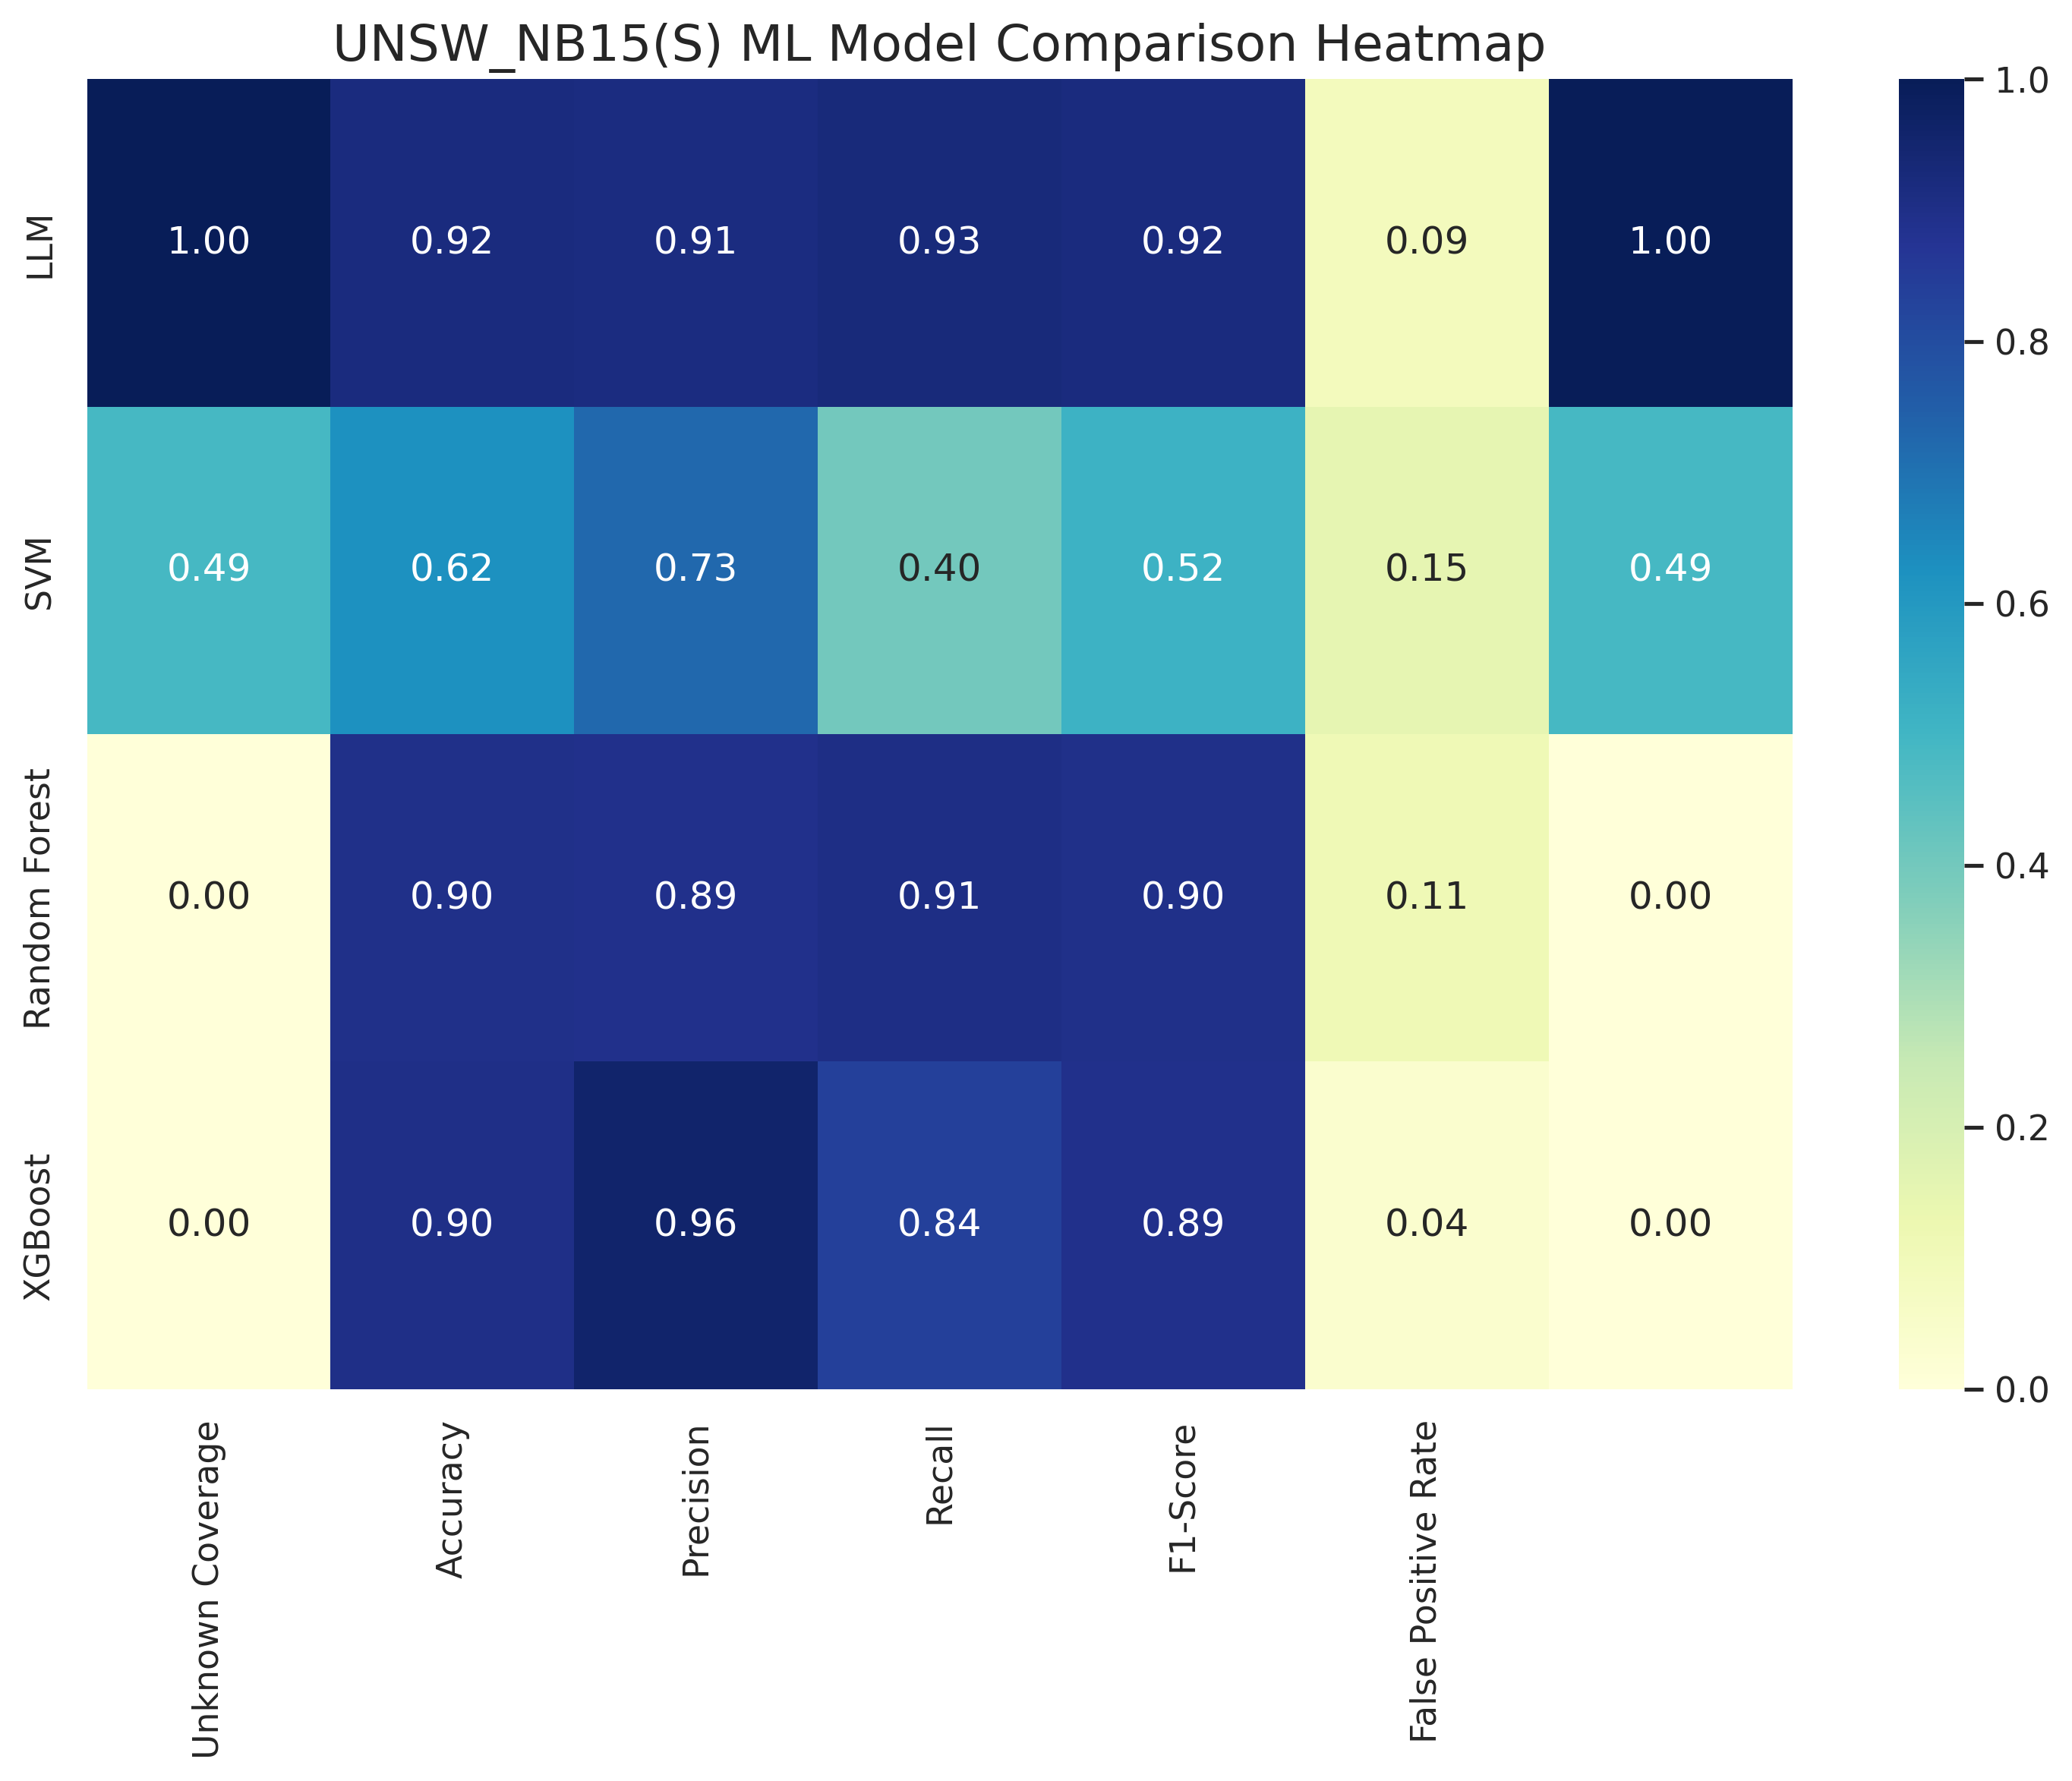 UNSW_NB15(S) ML Model Comparison Heatmap
LLM
1.00 0.92 0.91 0.93 0.92 0.09 1.00
SVM
0.49 0.62 0.73 0.40 0.52 0.15 0.49
Random Forest
0.00 0.90 0.89 0.91 0.90 0.11 0.00
XGBoost
0.00 0.90 0.96 0.84 0.89 0.04 0.00
Unknown Coverage
Accuracy
Precision
Recall
F1-Score
False Positive Rate
1.0
0.8
0.6
0.4
0.2
0.0